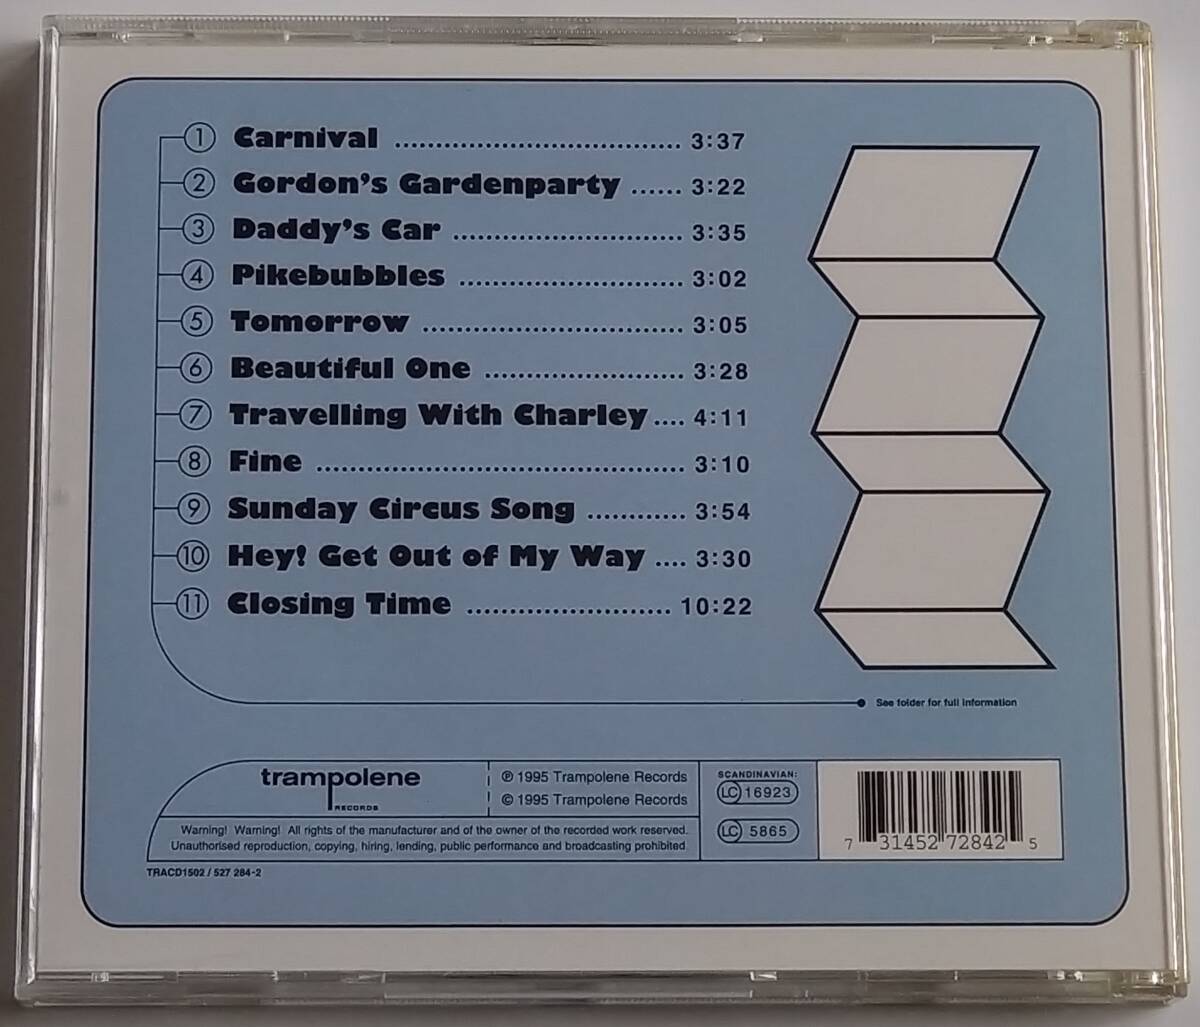 1 Carnival ................................... 3:37
2 Gordon's Gardenparty ...... 3:22
3 Daddy's Car ............................ 3:35
4 Pikebubbles ........................... 3:02
5 Tomorrow ................................ 3:05
6 Beautiful One ........................ 3:28
7 Travelling With Charley .... 4:11
8 Fine ............................................. 3:10
9 Sunday Circus Song ............ 3:54
10 Hey! Get Out of My Way .... 3:30
11 Closing Time ......................... 10:22
See folder for full information
trampolene
RECORDS
℗ 1995 Trampolene Records
© 1995 Trampolene Records
Warning! Warning! All rights of the manufacturer and of the owner of the recorded work reserved.
Unauthorised reproduction, copying, hiring, lending, public performance and broadcasting prohibited.
SCANDINAVIAN:
LC 16923
LC 5865
7 31452 72842 5
TRACD1502 / 527 284-2